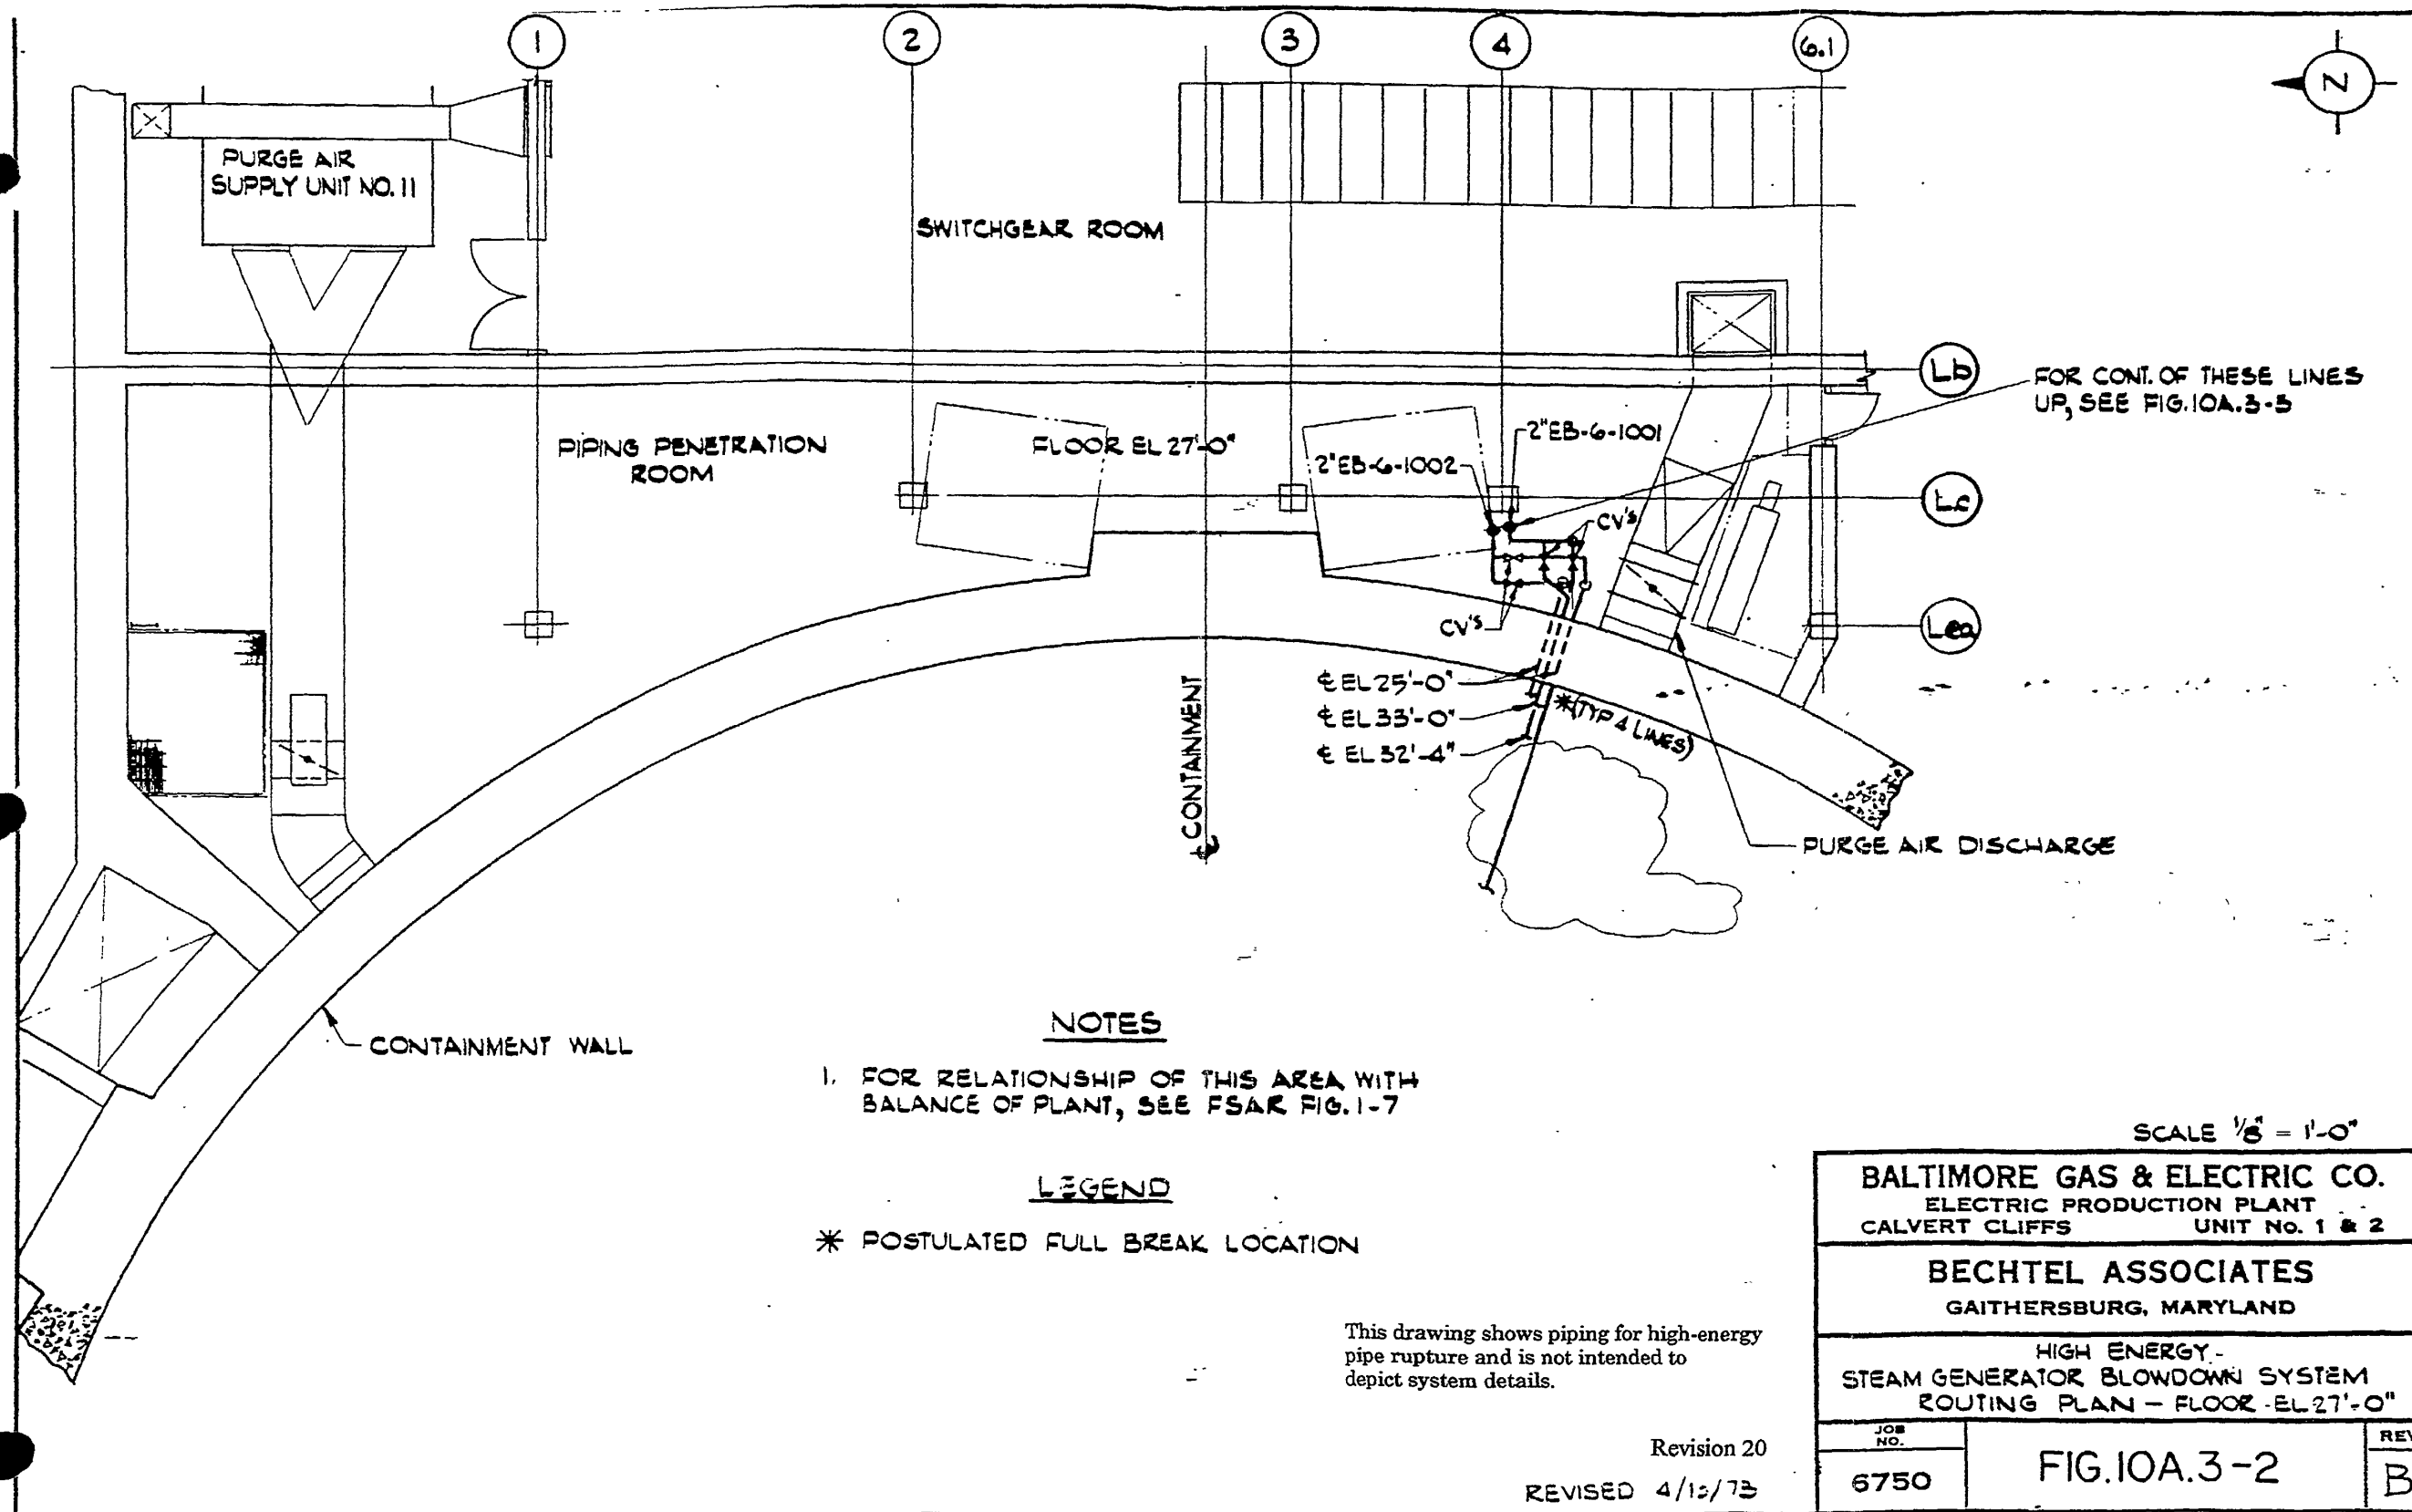 1
2
3
4
6.1
N
PURGE AIR
SUPPLY UNIT NO. 11
SWITCHGEAR ROOM
Lb
FOR CONT. OF THESE LINES
UP, SEE FIG. 10A.3-3
PIPING PENETRATION
ROOM
FLOOR EL 27'-0"
2"EB-6-1001
2"EB-6-1002
Lc
CV's
CV's
Lea
℄ EL 25'-0"
℄ EL 33'-0"
℄ EL 32'-4"
*(TYP 4 LINES)
℄ CONTAINMENT
PURGE AIR DISCHARGE
CONTAINMENT WALL
NOTES
1. FOR RELATIONSHIP OF THIS AREA WITH
BALANCE OF PLANT, SEE FSAR FIG. 1-7
LEGEND
* POSTULATED FULL BREAK LOCATION
SCALE 1/8" = 1'-0"
BALTIMORE GAS & ELECTRIC CO.
ELECTRIC PRODUCTION PLANT
CALVERT CLIFFS UNIT No. 1 & 2
BECHTEL ASSOCIATES
GAITHERSBURG, MARYLAND
HIGH ENERGY-
STEAM GENERATOR BLOWDOWN SYSTEM
ROUTING PLAN - FLOOR - EL 27'-0"
This drawing shows piping for high-energy
pipe rupture and is not intended to
depict system details.
Revision 20
REVISED
JOB
NO.
6750
FIG. 10A.3-2
REV
B